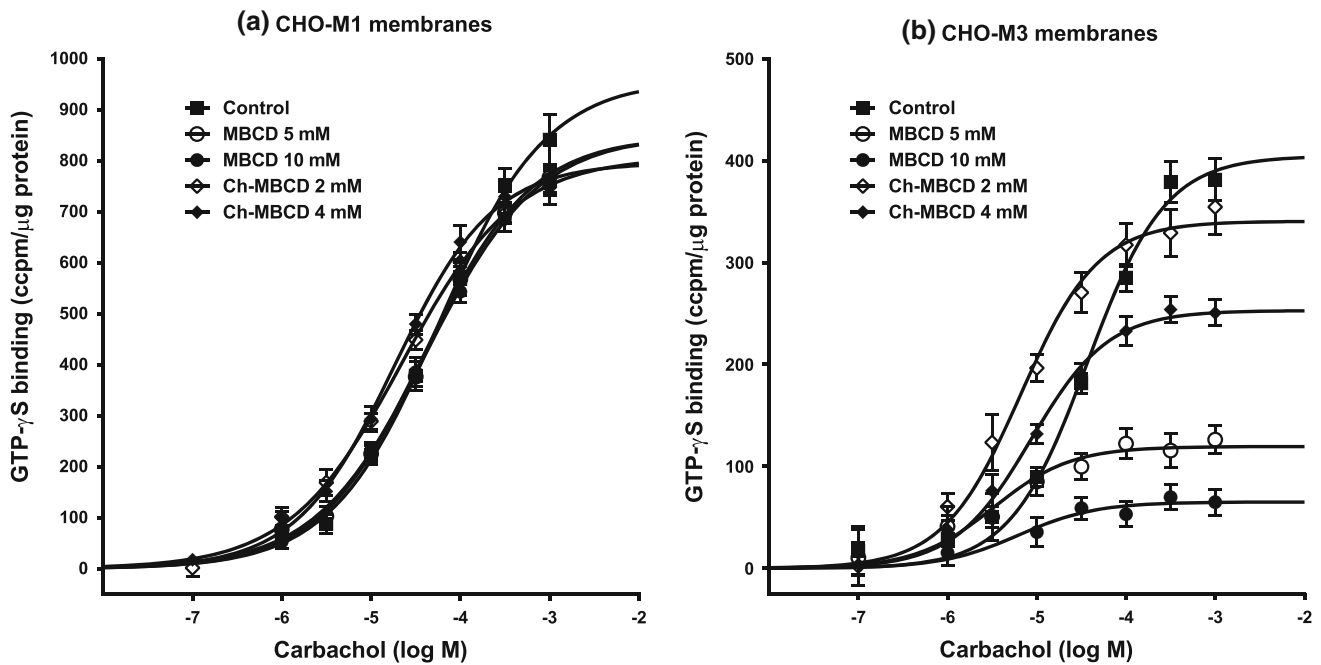 (a) CHO-M1 membranes
GTP-γS binding (ccpm/μg protein)
1000
900
800
700
600
500
400
300
200
100
0
Control
MBCD 5 mM
MBCD 10 mM
Ch-MBCD 2 mM
Ch-MBCD 4 mM
-7 -6 -5 -4 -3 -2
Carbachol (log M)
(b) CHO-M3 membranes
GTP-γS binding (ccpm/μg protein)
500
400
300
200
100
0
Control
MBCD 5 mM
MBCD 10 mM
Ch-MBCD 2 mM
Ch-MBCD 4 mM
-7 -6 -5 -4 -3 -2
Carbachol (log M)